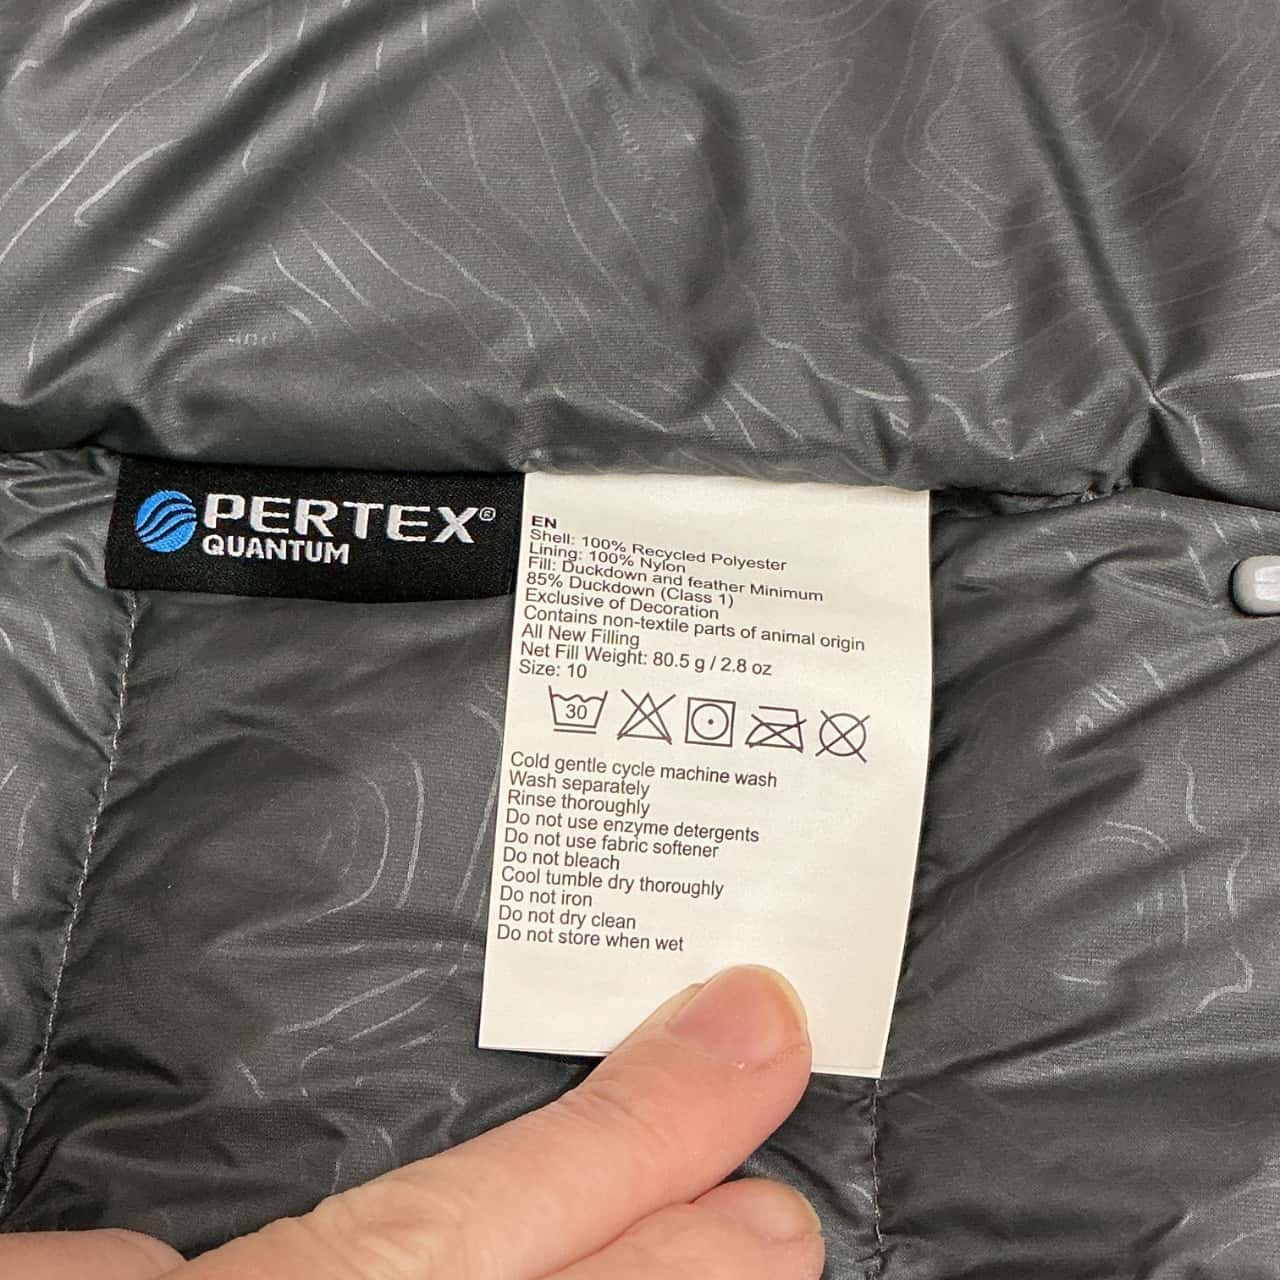 PERTEX®
QUANTUM
EN
Shell: 100% Recycled Polyester
Lining: 100% Nylon
Fill: Duckdown and feather Minimum
85% Duckdown (Class 1)
Exclusive of Decoration
Contains non-textile parts of animal origin
All New Filling
Net Fill Weight: 80.5 g / 2.8 oz
Size: 10
30
Cold gentle cycle machine wash
Wash separately
Rinse thoroughly
Do not use enzyme detergents
Do not use fabric softener
Do not bleach
Cool tumble dry thoroughly
Do not iron
Do not dry clean
Do not store when wet